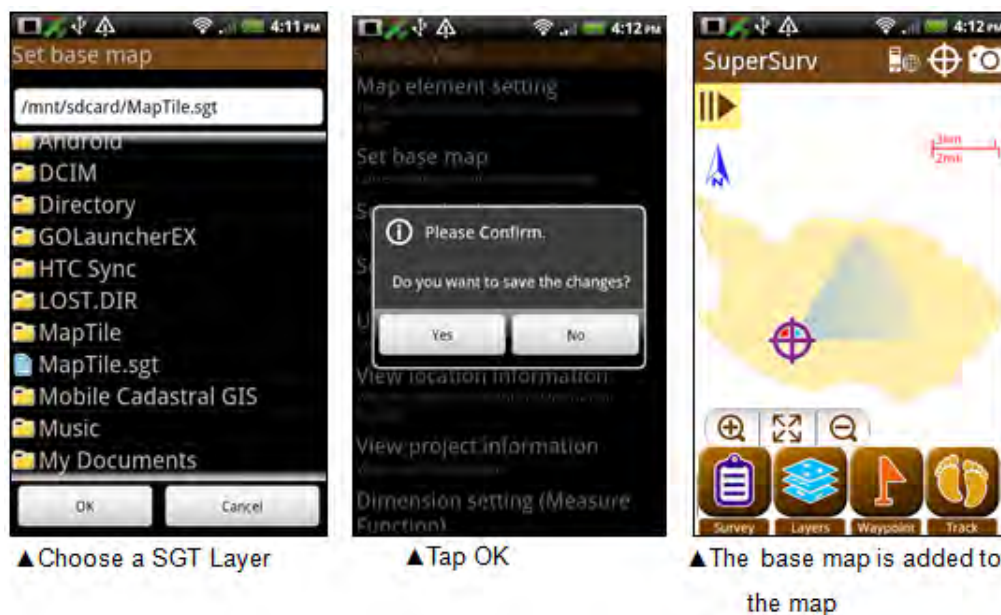 4:11 PM
Set base map
/mnt/sdcard/MapTile.sgt
Android
DCIM
Directory
GOLauncherEX
HTC Sync
LOST.DIR
MapTile
MapTile.sgt
Mobile Cadastral GIS
Music
My Documents
OK
Cancel
▲Choose a SGT Layer
4:12 PM
Map element setting
Set base map
Please Confirm.
Do you want to save the changes?
Yes
No
View location information
View project information
Dimension setting (Measure
Function)
▲Tap OK
4:12 PM
SuperSurv
3km
2mil
N
Survey
Layers
Waypoint
Track
▲The base map is added to
the map